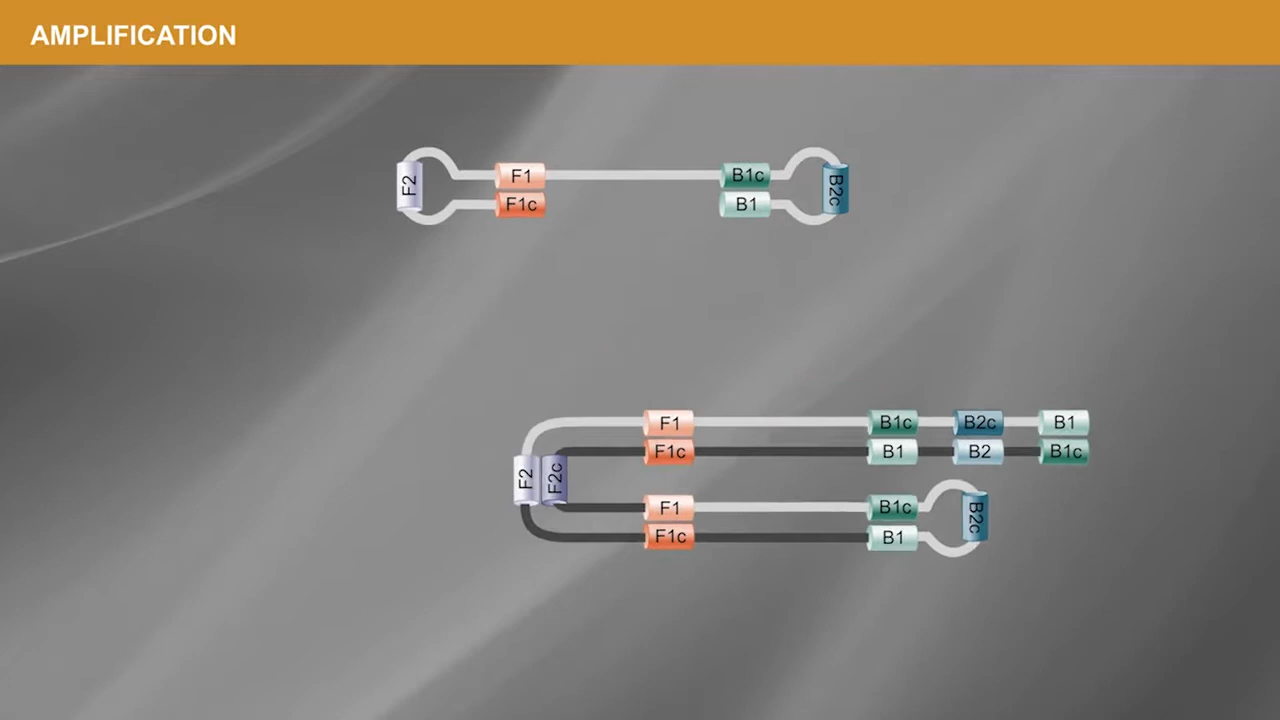 AMPLIFICATION
F2 F1 B1c B2c
F1c B1
F1 B1c B2c B1
F1c B1 B2 B1c
F2 F2c
F1 B1c B2c
F1c B1